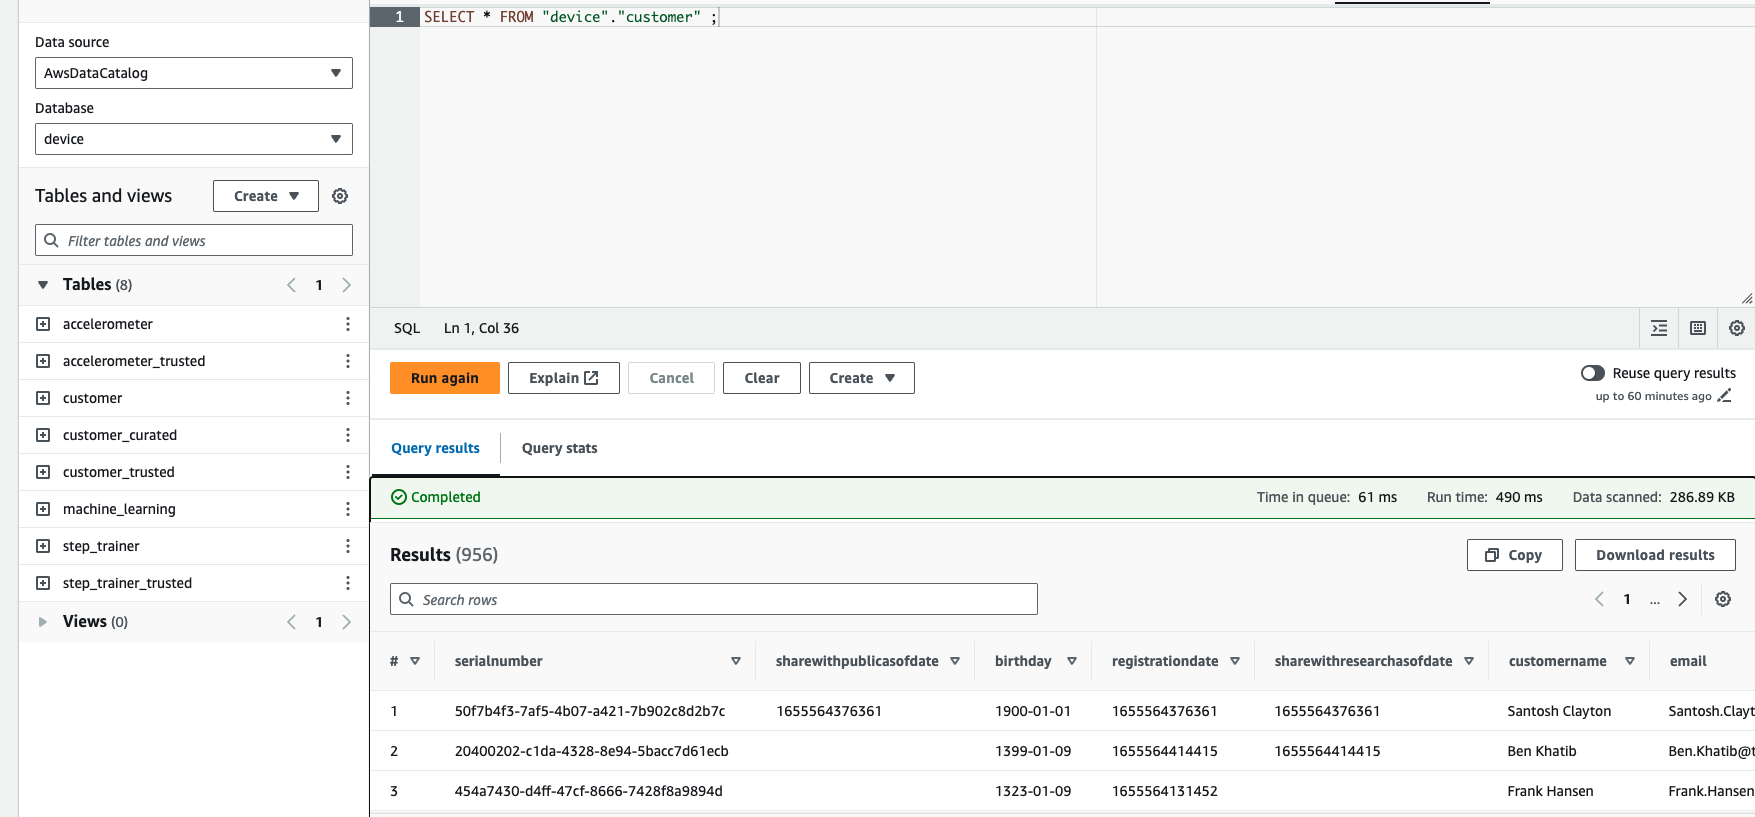 Data source
AwsDataCatalog
Database
device
Tables and views
Create
Filter tables and views
Tables (8)
1
accelerometer
accelerometer_trusted
customer
customer_curated
customer_trusted
machine_learning
step_trainer
step_trainer_trusted
Views (0)
1
1 SELECT * FROM "device"."customer" ;
SQL Ln 1, Col 36
Run again Explain Cancel Clear Create
Reuse query results
up to 60 minutes ago
Query results Query stats
Completed Time in queue: 61 ms Run time: 490 ms Data scanned: 286.89 KB
Results (956) Copy Download results
Search rows 1 ...
# serialnumber sharewithpublicasofdate birthday registrationdate sharewithresearchasofdate customername email
1 50f7b4f3-7af5-4b07-a421-7b902c8d2b7c 1655564376361 1900-01-01 1655564376361 1655564376361 Santosh Clayton Santosh.Clayt
2 20400202-c1da-4328-8e94-5bacc7d61ecb 1399-01-09 1655564414415 1655564414415 Ben Khatib Ben.Khatib@t
3 454a7430-d4ff-47cf-8666-7428f8a9894d 1323-01-09 1655564131452 Frank Hansen Frank.Hansen